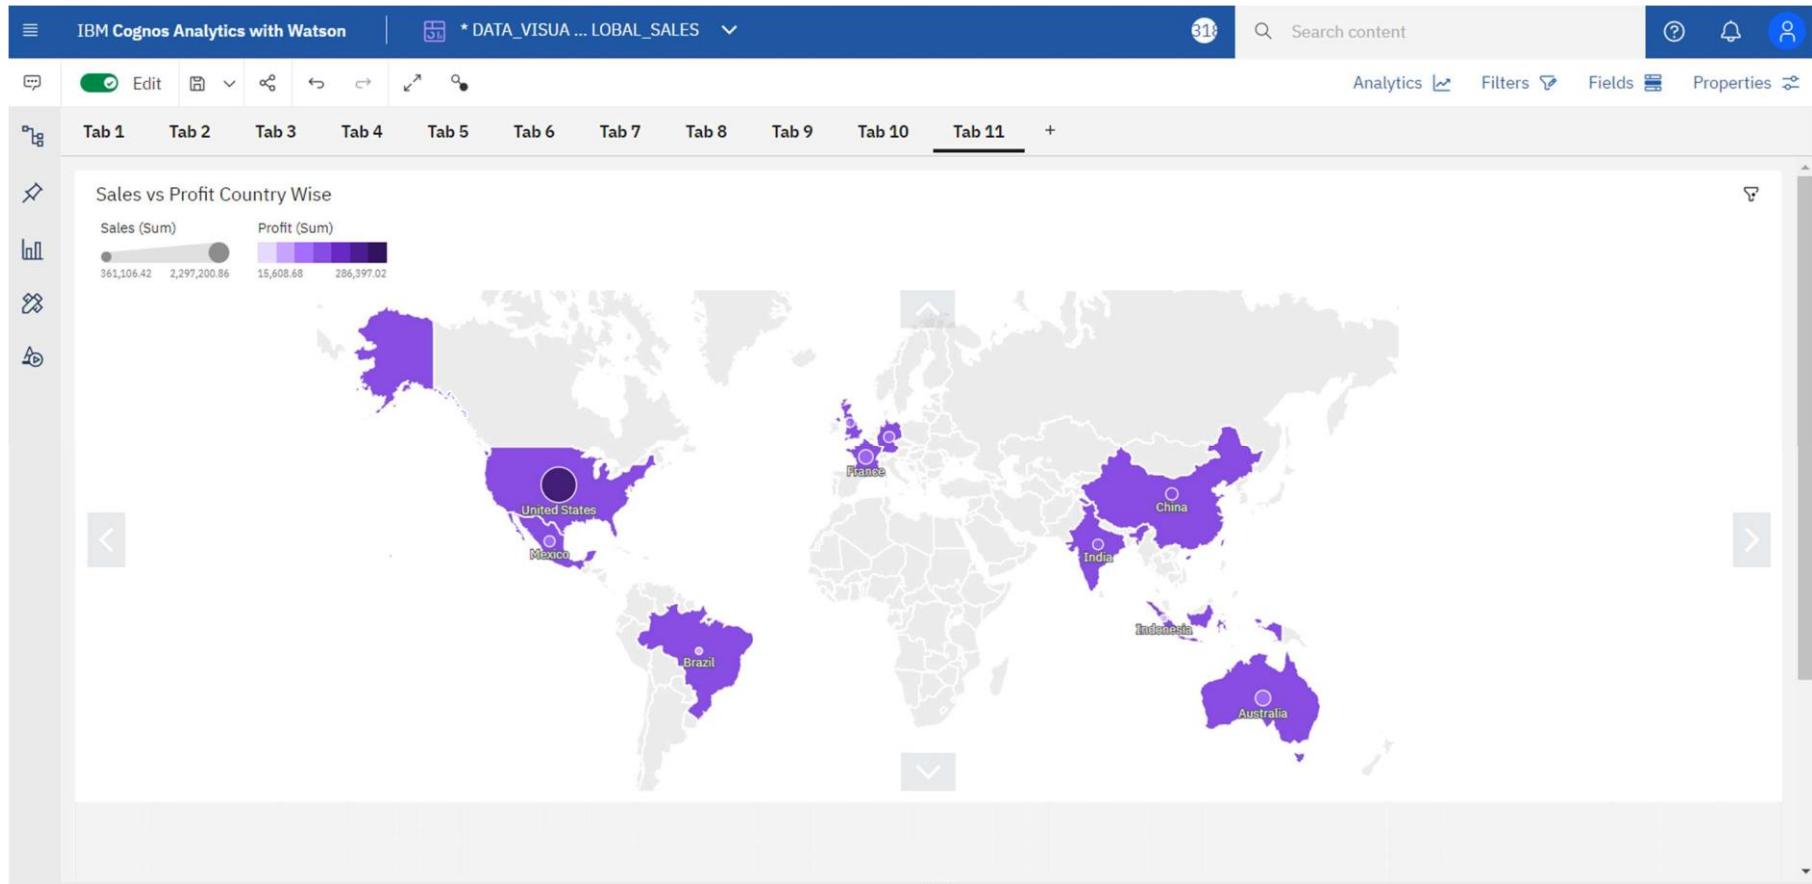 IBM Cognos Analytics with Watson
* DATA_VISUA ... LOBAL_SALES
Search content
Edit
Analytics
Filters
Fields
Properties
Tab 1
Tab 2
Tab 3
Tab 4
Tab 5
Tab 6
Tab 7
Tab 8
Tab 9
Tab 10
Tab 11
+
Sales vs Profit Country Wise
Sales (Sum)
Profit (Sum)
361,106.42
2,297,200.86
15,608.68
286,397.02
France
United States
China
Mexico
India
Indonesia
Brazil
Australia